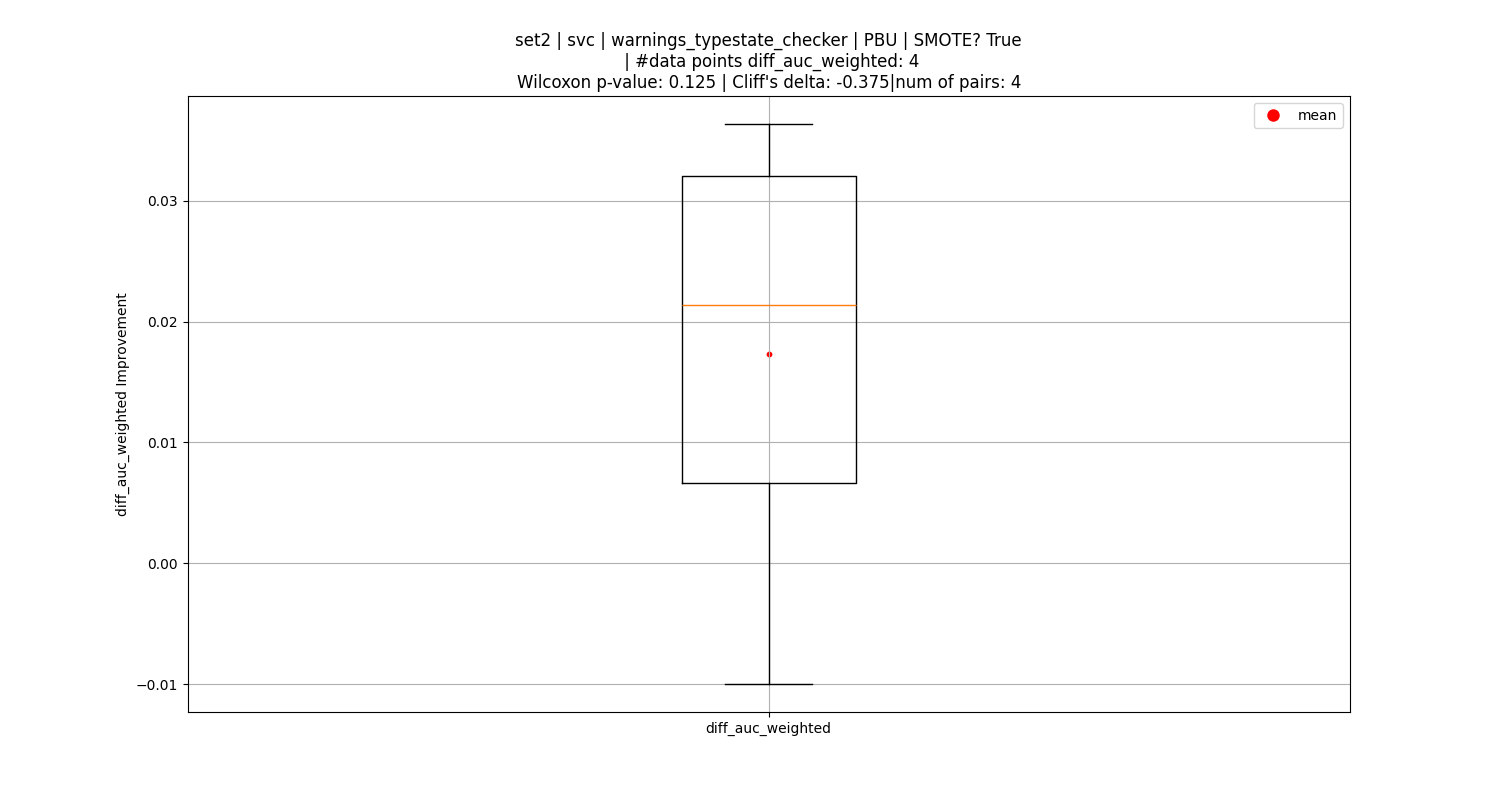 set2 | svc | warnings_typestate_checker | PBU | SMOTE? True
| #data points diff_auc_weighted: 4
Wilcoxon p-value: 0.125 | Cliff's delta: -0.375|num of pairs: 4
mean
0.03
0.02
0.01
0.00
−0.01
diff_auc_weighted Improvement
diff_auc_weighted